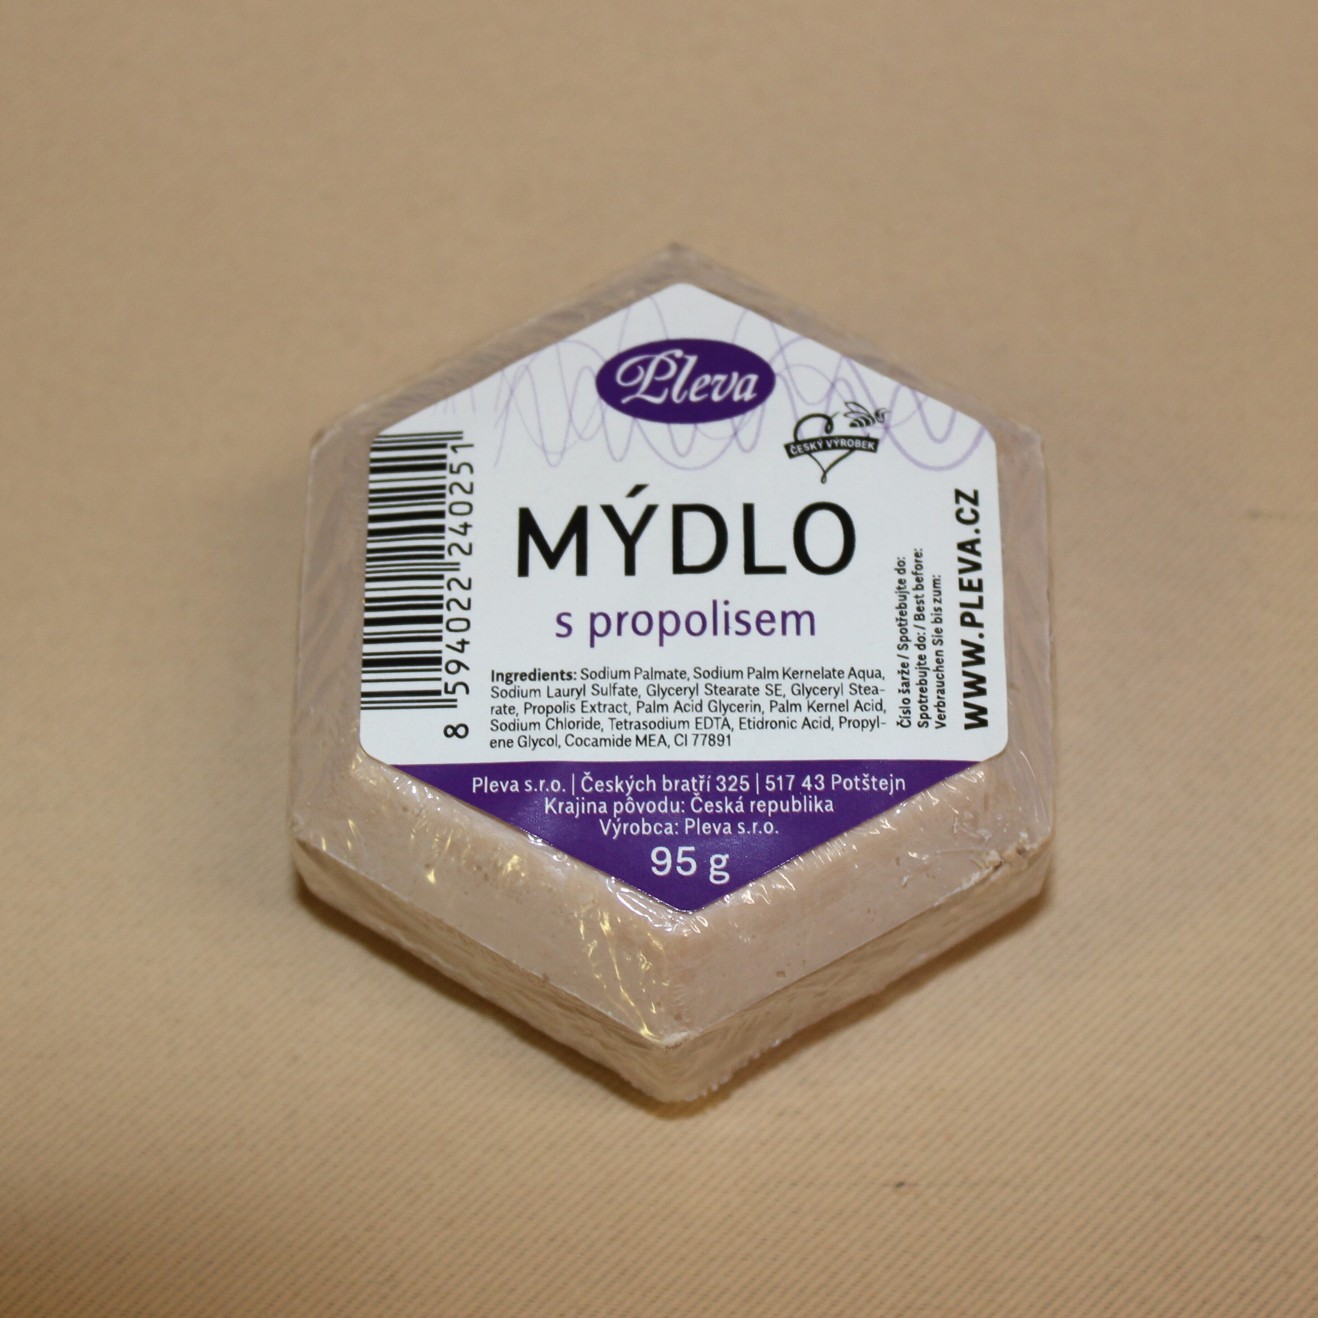 Pleva
ČESKÝ VÝROBEK
MÝDLO
s propolisem
Ingredients: Sodium Palmate, Sodium Palm Kernelate Aqua,
Sodium Lauryl Sulfate, Glyceryl Stearate SE, Glyceryl Stea-
rate, Propolis Extract, Palm Acid Glycerin, Palm Kernel Acid,
Sodium Chloride, Tetrasodium EDTA, Etidronic Acid, Propyl-
ene Glycol, Cocamide MEA, CI 77891
8 594022 240251
Číslo šarže / Spotřebujte do:
Spotrebujte do: / Best before:
Verbrauchen Sie bis zum:
WWW.PLEVA.CZ
Pleva s.r.o. | Českých bratří 325 | 517 43 Potštejn
Krajina pôvodu: Česká republika
Výrobca: Pleva s.r.o.
95 g